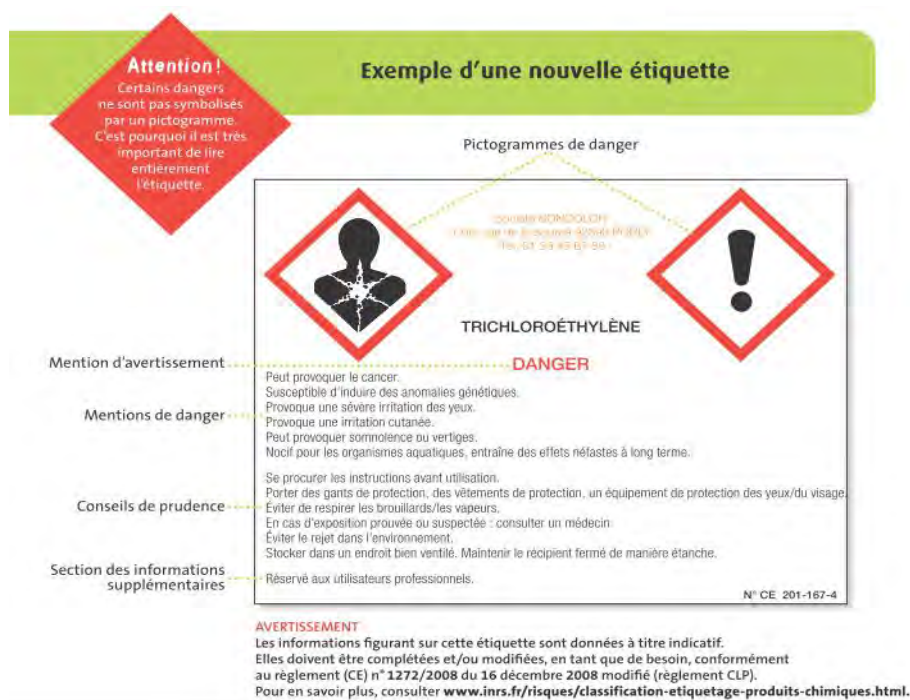 Attention !
Certains dangers
ne sont pas symbolisés
par un pictogramme.
C'est pourquoi il est très
important de lire
entièrement
l'étiquette.
Exemple d'une nouvelle étiquette
Pictogrammes de danger
TRICHLOROÉTHYLÈNE
Mention d'avertissement
DANGER
Mentions de danger
Peut provoquer le cancer.
Susceptible d'induire des anomalies génétiques.
Provoque une sévère irritation des yeux.
Provoque une irritation cutanée.
Peut provoquer somnolence ou vertiges.
Nocif pour les organismes aquatiques, entraîne des effets néfastes à long terme.
Conseils de prudence
Se procurer les instructions avant utilisation.
Porter des gants de protection, des vêtements de protection, un équipement de protection des yeux/du visage.
Éviter de respirer les brouillards/les vapeurs.
En cas d'exposition prouvée ou suspectée : consulter un médecin
Éviter le rejet dans l'environnement.
Stocker dans un endroit bien ventilé. Maintenir le récipient fermé de manière étanche.
Section des informations
supplémentaires
Réservé aux utilisateurs professionnels.
N° CE 201-167-4
AVERTISSEMENT
Les informations figurant sur cette étiquette sont données à titre indicatif.
Elles doivent être complétées et/ou modifiées, en tant que de besoin, conformément
au règlement (CE) n° 1272/2008 du 16 décembre 2008 modifié (règlement CLP).
Pour en savoir plus, consulter www.inrs.fr/risques/classification-etiquetage-produits-chimiques.html.